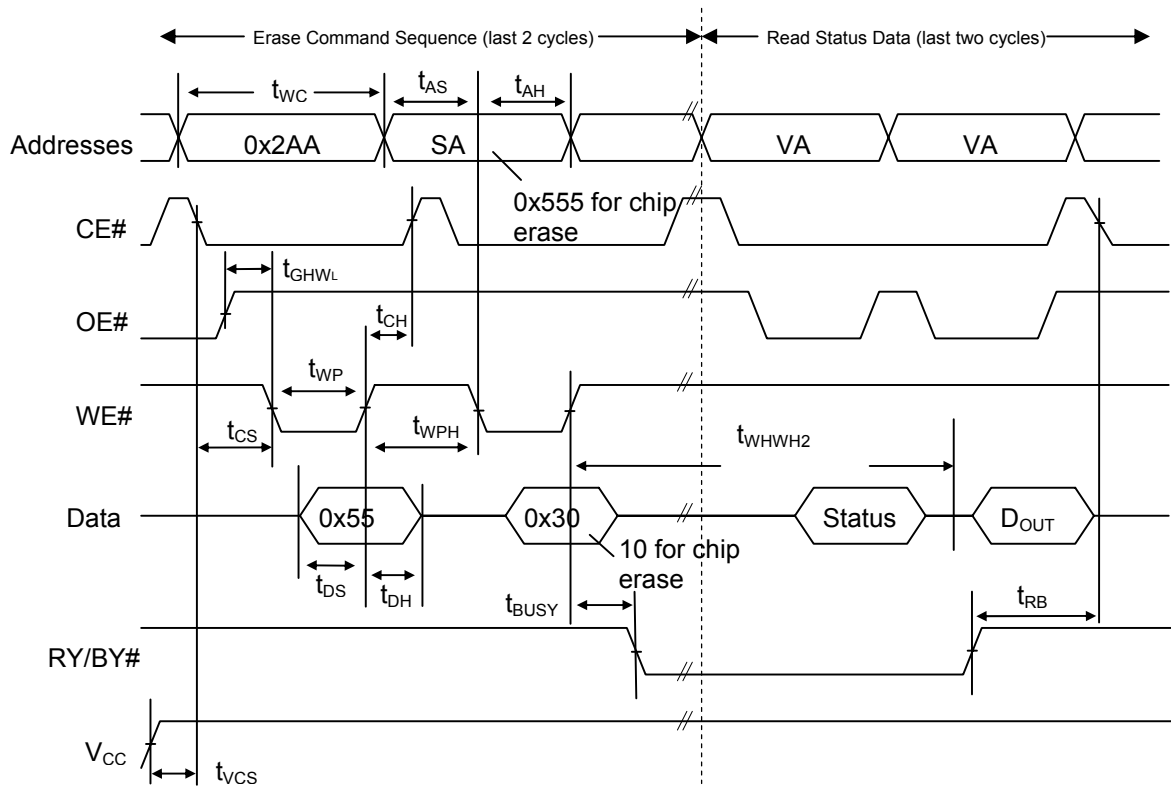 Erase Command Sequence (last 2 cycles)
Read Status Data (last two cycles)
tWC
tAS
tAH
Addresses
0x2AA
SA
VA
VA
0x555 for chip
erase
CE#
tGHWL
OE#
tCH
tWP
WE#
tCS
tWPH
tWHWH2
Data
0x55
0x30
Status
DOUT
10 for chip
erase
tDS
tDH
tBUSY
tRB
RY/BY#
VCC
tVCS